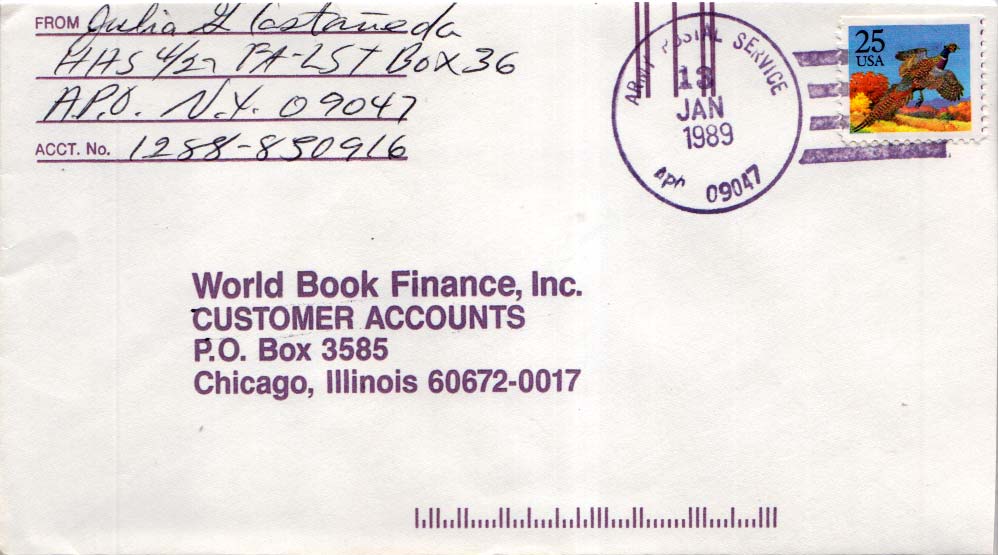 FROM Julia G Castañeda
HHS 4/27 FA-LST Box 36
A.P.O. N.Y. 09047
ACCT. No. 1288-850916
ARMY POSTAL SERVICE
13
JAN
1989
APO 09047
25
USA
World Book Finance, Inc.
CUSTOMER ACCOUNTS
P.O. Box 3585
Chicago, Illinois 60672-0017